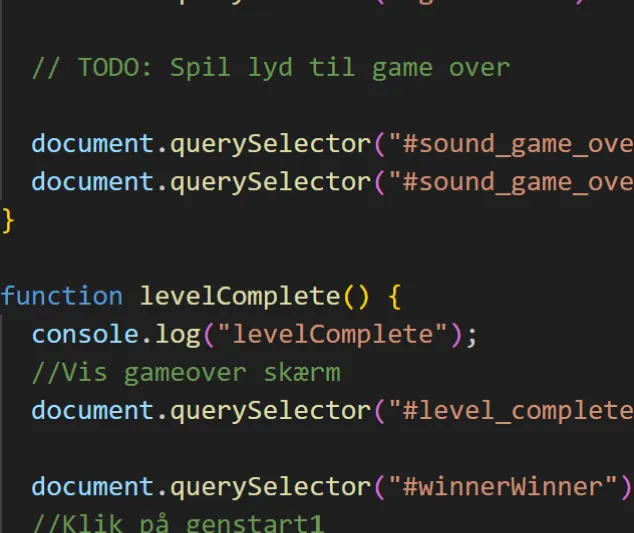 // TODO: Spil lyd til game over
document.querySelector("#sound_game_ove
document.querySelector("#sound_game_ove
}
function levelComplete() {
console.log("levelComplete");
//Vis gameover skærm
document.querySelector("#level_complete
document.querySelector("#winnerWinner")
//Klik på genstart1